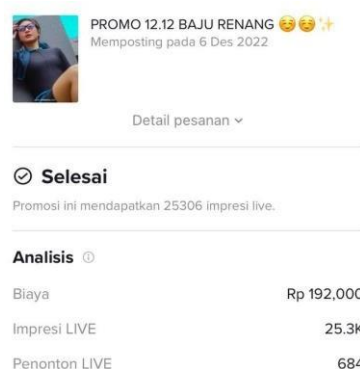 PROMO 12.12 BAJU RENANG ☺️☺️✨
Memposting pada 6 Des 2022
Detail pesanan
Selesai
Promosi ini mendapatkan 25306 impresi live.
Analisis
Biaya
Rp 192,000
Impresi LIVE
25.3K
Penonton LIVE
684